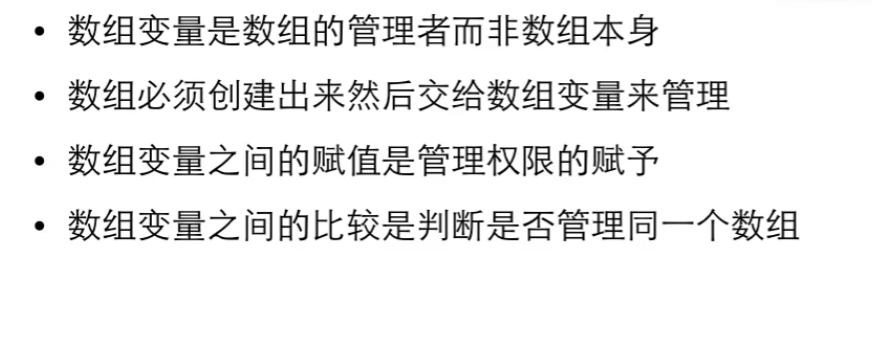 • 数组变量是数组的管理者而非数组本身
• 数组必须创建出来然后交给数组变量来管理
• 数组变量之间的赋值是管理权限的赋予
• 数组变量之间的比较是判断是否管理同一个数组